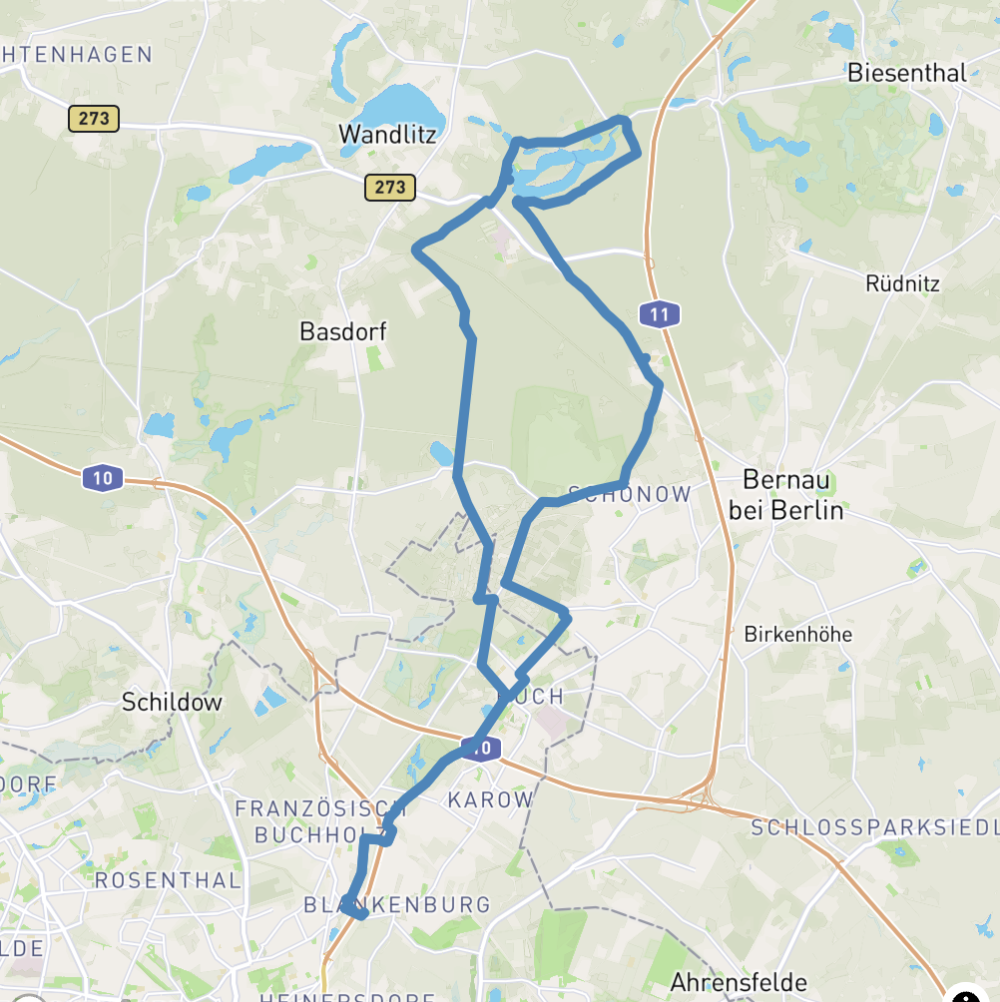 HTENHAGEN
Biesenthal
273
Wandlitz
273
Rüdnitz
11
Basdorf
10
Bernau
bei Berlin
SCHÖNOW
Birkenhöhe
Schildow
BUCH
10
DORF
KAROW
FRANZÖSISCH
BUCHHOLZ
SCHLOSSPARKSIEDL
ROSENTHAL
BLANKENBURG
LDE
Ahrensfelde
HEINERSDORF